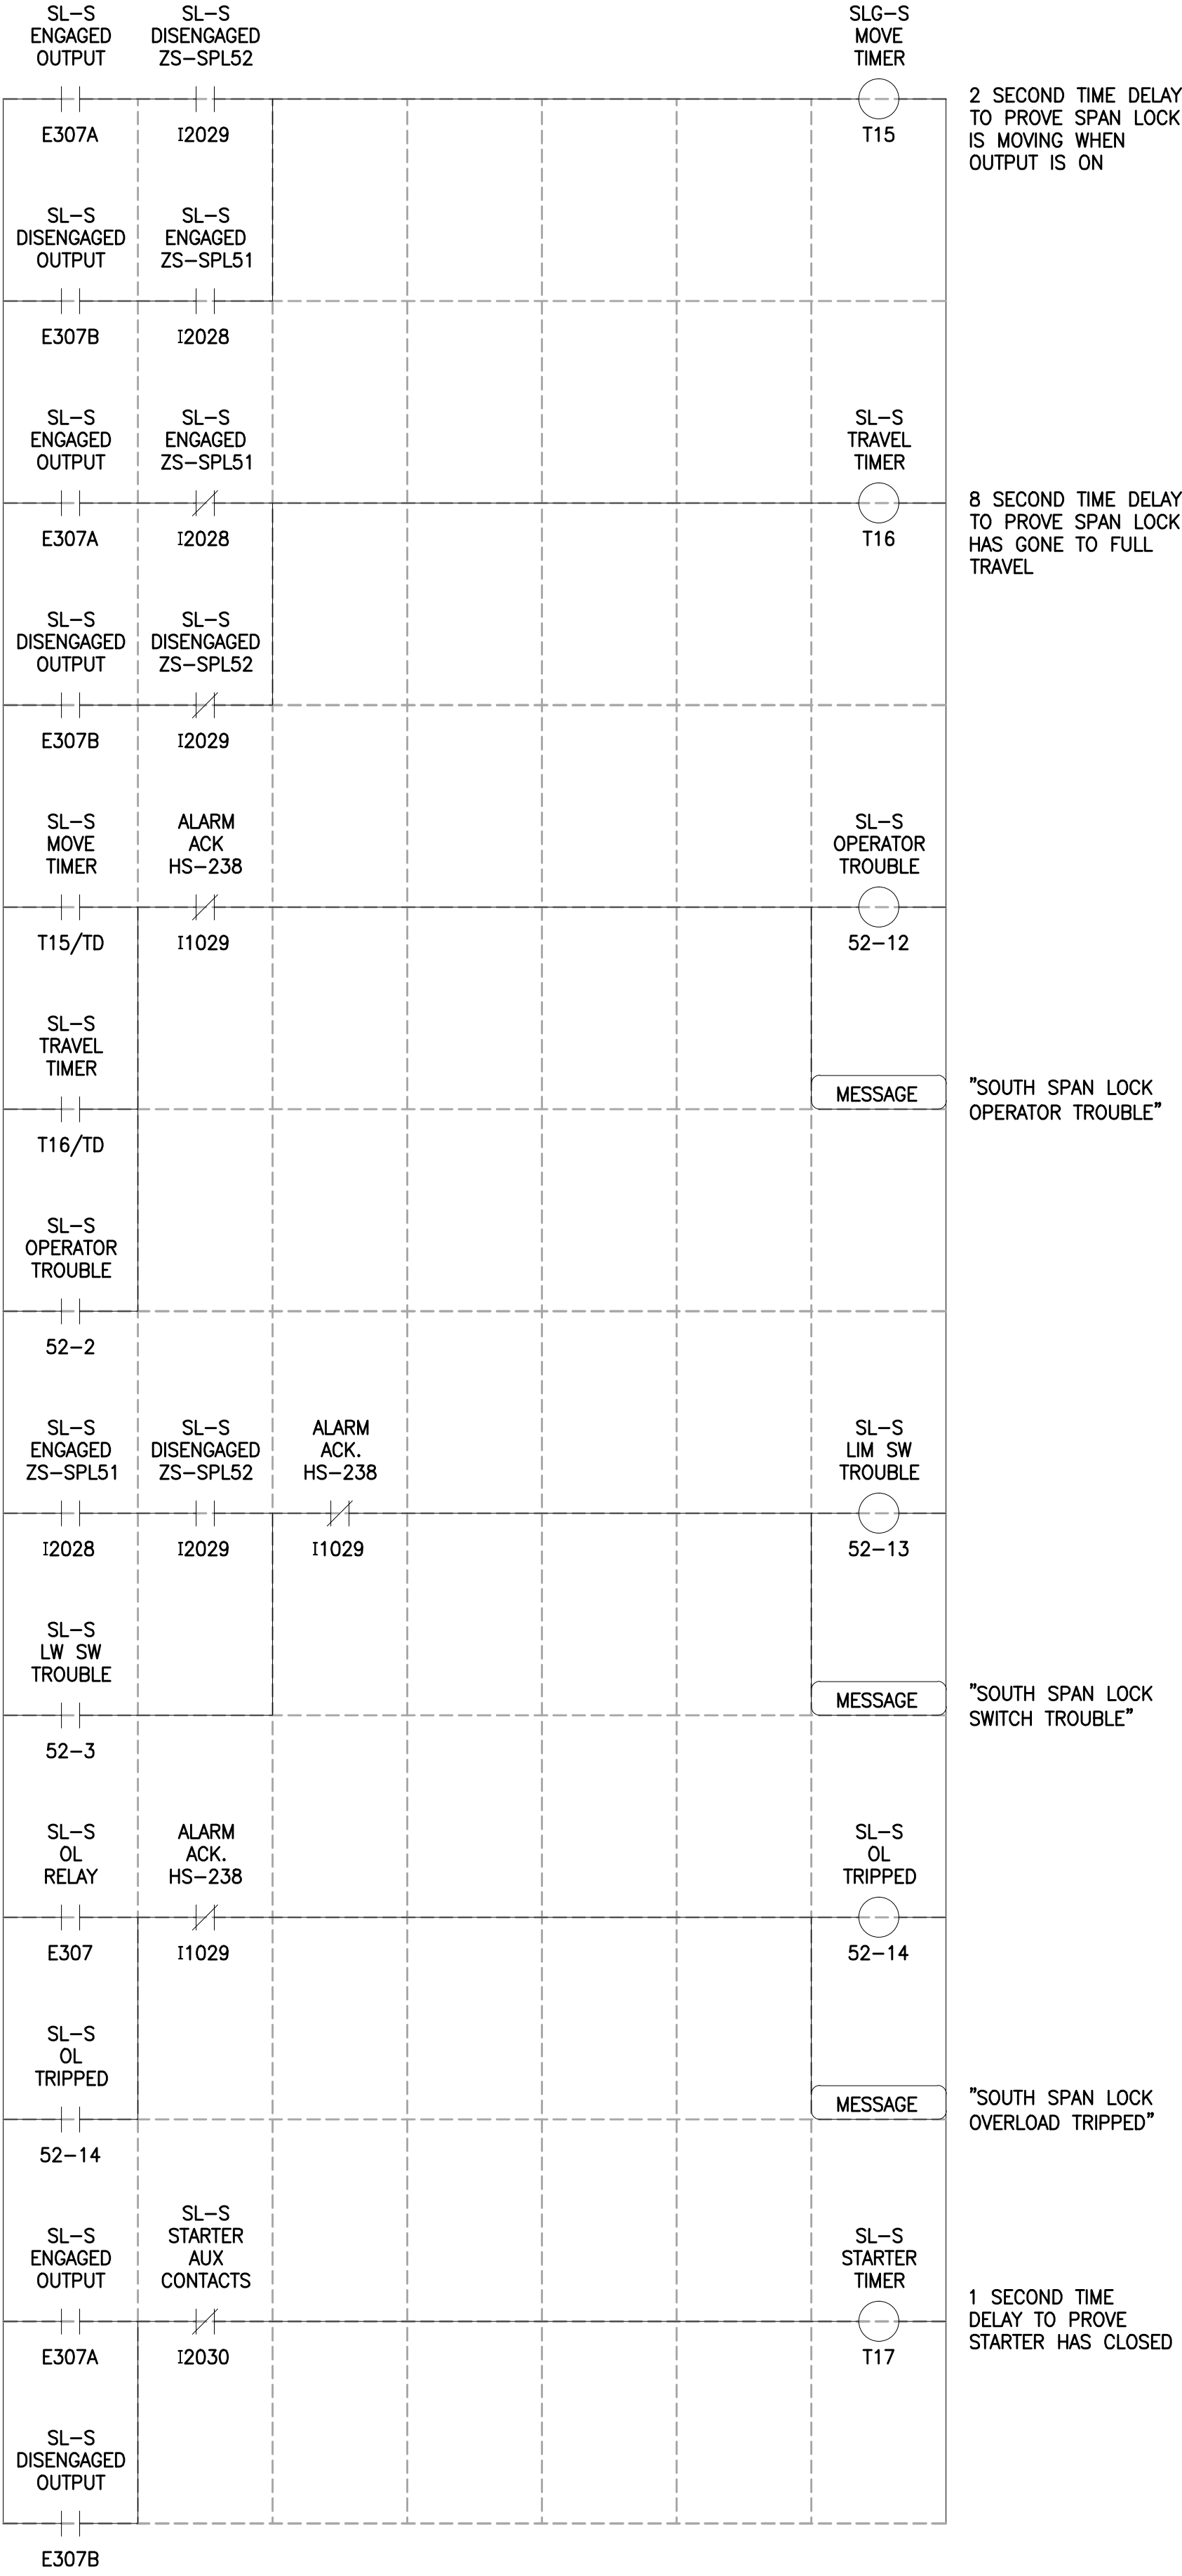 SL-S
ENGAGED
OUTPUT
SL-S
DISENGAGED
ZS-SPL52
SLG-S
MOVE
TIMER
E307A
I2029
T15
2 SECOND TIME DELAY
TO PROVE SPAN LOCK
IS MOVING WHEN
OUTPUT IS ON
SL-S
DISENGAGED
OUTPUT
SL-S
ENGAGED
ZS-SPL51
E307B
I2028
SL-S
ENGAGED
OUTPUT
SL-S
ENGAGED
ZS-SPL51
SL-S
TRAVEL
TIMER
E307A
I2028
T16
8 SECOND TIME DELAY
TO PROVE SPAN LOCK
HAS GONE TO FULL
TRAVEL
SL-S
DISENGAGED
OUTPUT
SL-S
DISENGAGED
ZS-SPL52
E307B
I2029
SL-S
MOVE
TIMER
ALARM
ACK
HS-238
SL-S
OPERATOR
TROUBLE
T15/TD
I1029
52-12
SL-S
TRAVEL
TIMER
MESSAGE
"SOUTH SPAN LOCK
OPERATOR TROUBLE"
T16/TD
SL-S
OPERATOR
TROUBLE
52-2
SL-S
ENGAGED
ZS-SPL51
SL-S
DISENGAGED
ZS-SPL52
ALARM
ACK.
HS-238
SL-S
LIM SW
TROUBLE
I2028
I2029
I1029
52-13
SL-S
LW SW
TROUBLE
MESSAGE
"SOUTH SPAN LOCK
SWITCH TROUBLE"
52-3
SL-S
OL
RELAY
ALARM
ACK.
HS-238
SL-S
OL
TRIPPED
E307
I1029
52-14
SL-S
OL
TRIPPED
MESSAGE
"SOUTH SPAN LOCK
OVERLOAD TRIPPED"
52-14
SL-S
ENGAGED
OUTPUT
SL-S
STARTER
AUX
CONTACTS
SL-S
STARTER
TIMER
E307A
I2030
T17
1 SECOND TIME
DELAY TO PROVE
STARTER HAS CLOSED
SL-S
DISENGAGED
OUTPUT
E307B